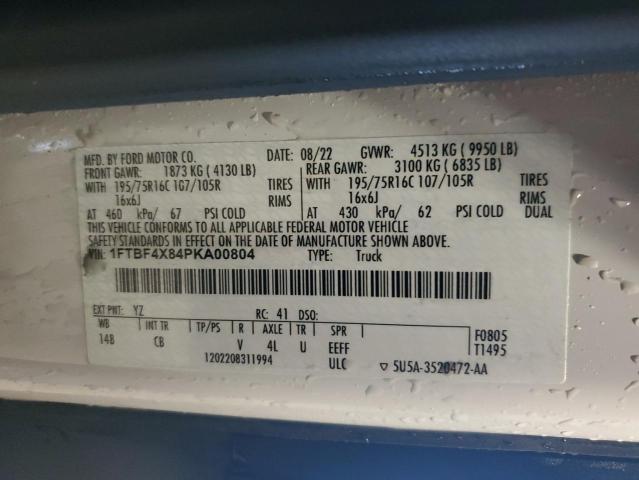 MFD. BY FORD MOTOR CO. DATE: 08/22 GVWR: 4513 KG ( 9950 LB)
FRONT GAWR: 1873 KG ( 4130 LB) REAR GAWR: 3100 KG ( 6835 LB)
WITH 195/75R16C 107/105R TIRES WITH 195/75R16C 107/105R TIRES
16x6J RIMS 16x6J RIMS
AT 460 kPa/ 67 PSI COLD AT 430 kPa/ 62 PSI COLD DUAL
THIS VEHICLE CONFORMS TO ALL APPLICABLE FEDERAL MOTOR VEHICLE
SAFETY STANDARDS IN EFFECT ON THE DATE OF MANUFACTURE SHOWN ABOVE.
VIN: 1FTBF4X84PKA00804 TYPE: Truck
EXT PNT: YZ RC: 41 DSO:
WB INT TR TP/PS R AXLE TR SPR F0805
14B CB V 4L U EEFF T1495
1202208311994 ULC ▽ 5U5A-3520472-AA